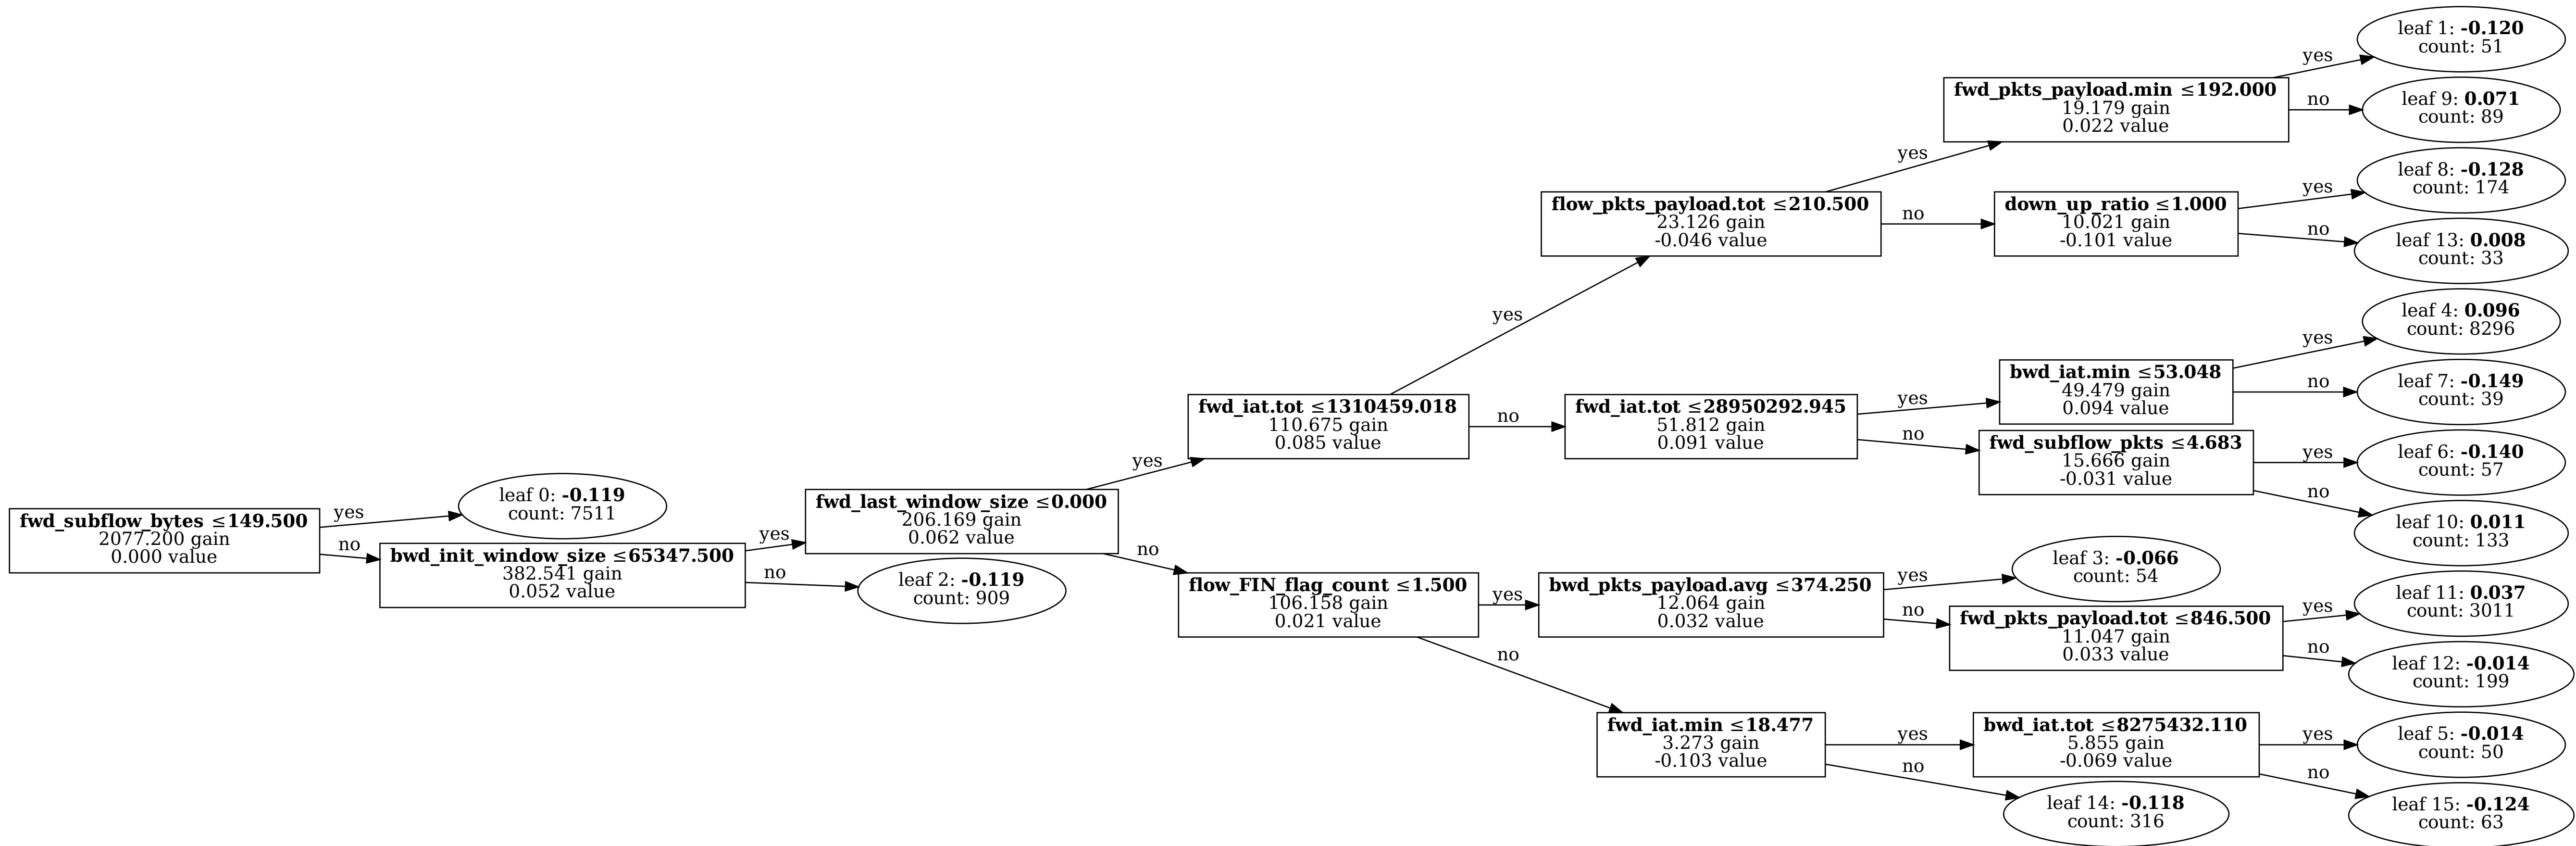 fwd_subflow_bytes ≤149.500
2077.200 gain
0.000 value
yes
no
leaf 0: -0.119
count: 7511
bwd_init_window_size ≤65347.500
382.541 gain
0.052 value
yes
no
fwd_last_window_size ≤0.000
206.169 gain
0.062 value
leaf 2: -0.119
count: 909
yes
no
fwd_iat.tot ≤1310459.018
110.675 gain
0.085 value
yes
no
flow_pkts_payload.tot ≤210.500
23.126 gain
-0.046 value
yes
no
fwd_pkts_payload.min ≤192.000
19.179 gain
0.022 value
yes
no
leaf 1: -0.120
count: 51
leaf 9: 0.071
count: 89
down_up_ratio ≤1.000
10.021 gain
-0.101 value
yes
no
leaf 8: -0.128
count: 174
leaf 13: 0.008
count: 33
fwd_iat.tot ≤28950292.945
51.812 gain
0.091 value
yes
no
bwd_iat.min ≤53.048
49.479 gain
0.094 value
yes
no
leaf 4: 0.096
count: 8296
leaf 7: -0.149
count: 39
fwd_subflow_pkts ≤4.683
15.666 gain
-0.031 value
yes
no
leaf 6: -0.140
count: 57
leaf 10: 0.011
count: 133
flow_FIN_flag_count ≤1.500
106.158 gain
0.021 value
yes
no
bwd_pkts_payload.avg ≤374.250
12.064 gain
0.032 value
yes
no
leaf 3: -0.066
count: 54
fwd_pkts_payload.tot ≤846.500
11.047 gain
0.033 value
yes
no
leaf 11: 0.037
count: 3011
leaf 12: -0.014
count: 199
fwd_iat.min ≤18.477
3.273 gain
-0.103 value
yes
no
bwd_iat.tot ≤8275432.110
5.855 gain
-0.069 value
yes
no
leaf 5: -0.014
count: 50
leaf 15: -0.124
count: 63
leaf 14: -0.118
count: 316